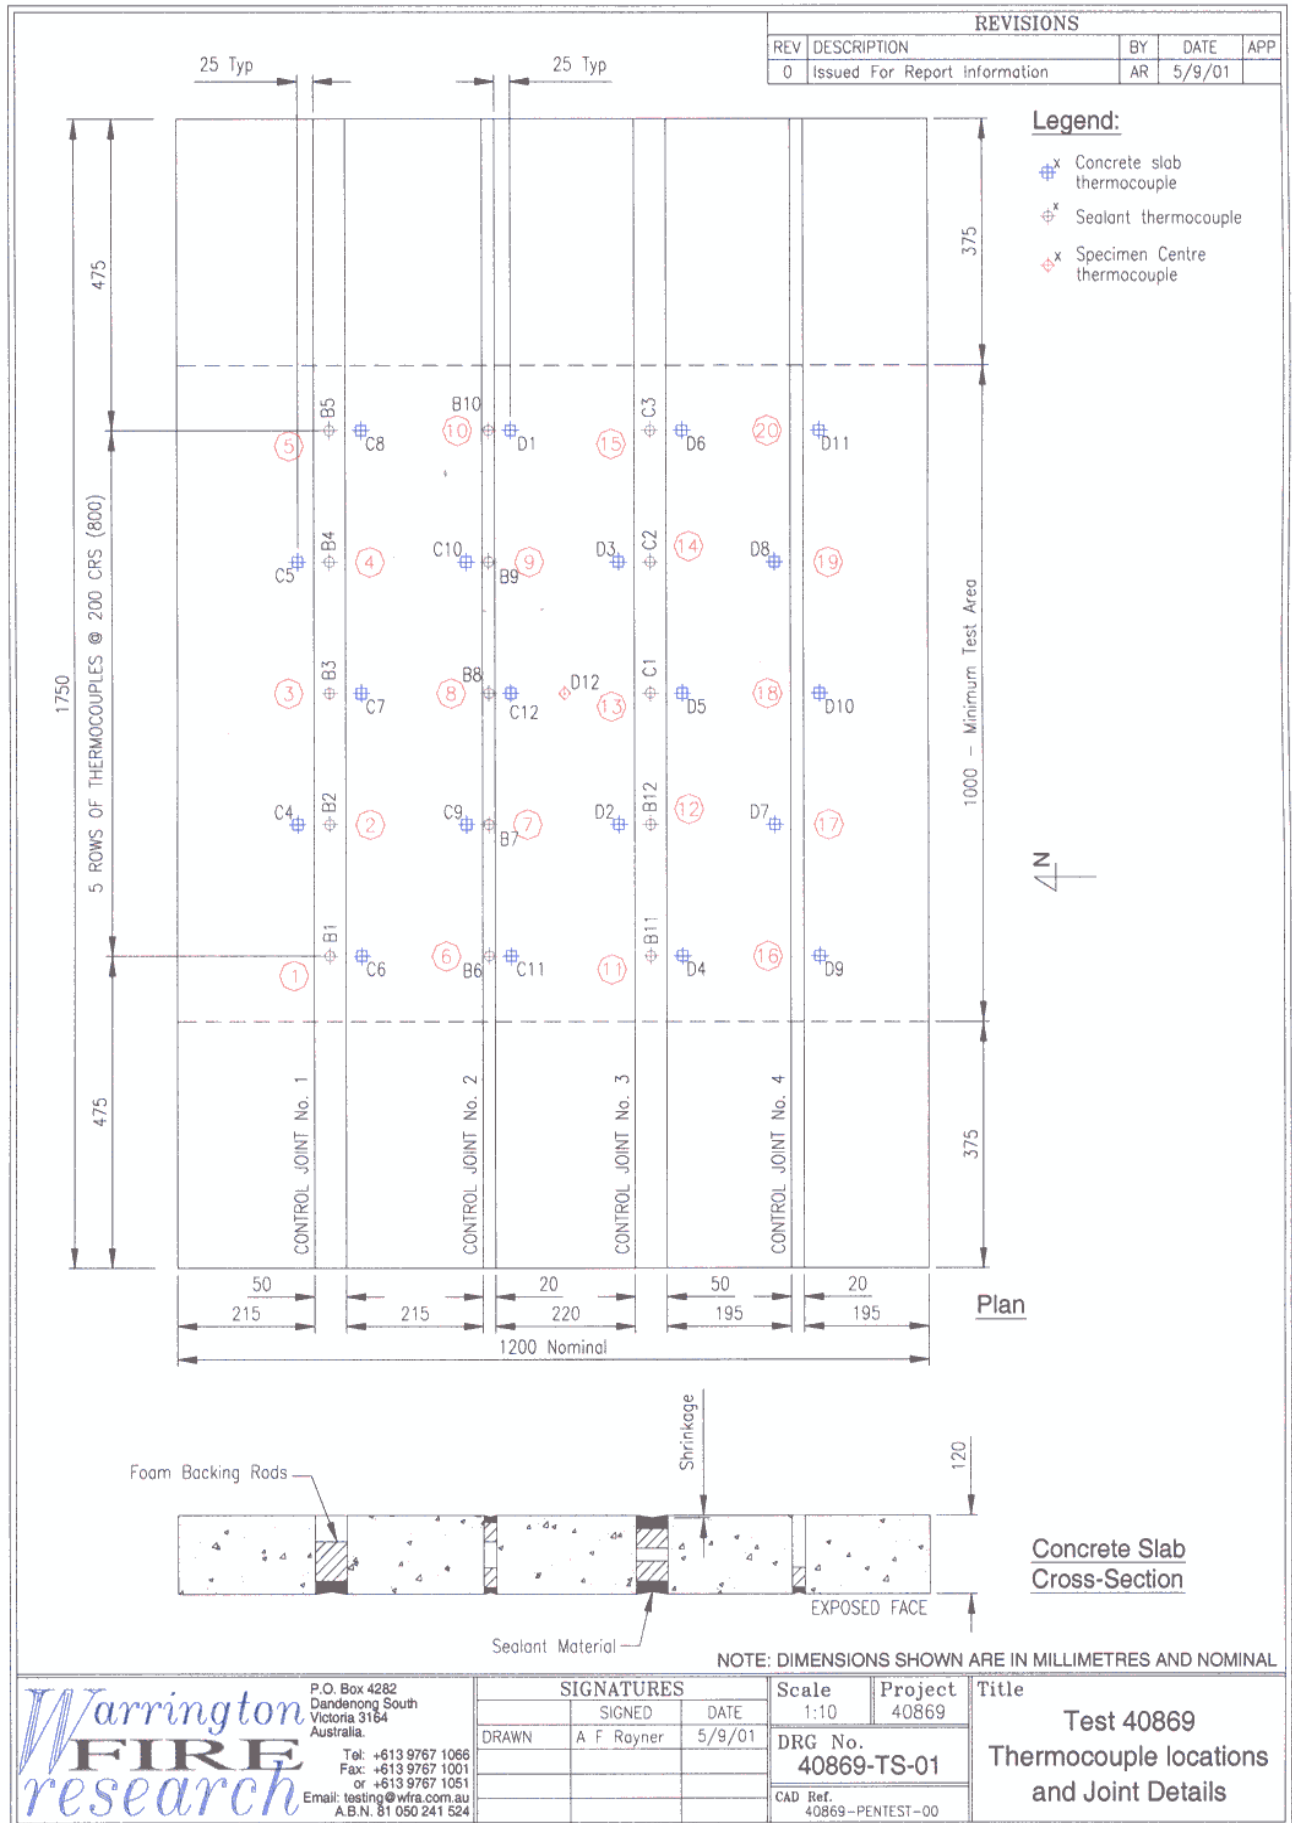 REVISIONS
REV DESCRIPTION BY DATE APP
0 Issued For Report Information AR 5/9/01
25 Typ 25 Typ
Legend:
x Concrete slab
thermocouple
x Sealant thermocouple
x Specimen Centre
thermocouple
475
375
B5 B10 C3
5 C8 10 D1 15 D6 20 D11
B4 C10 D3 C2 14 D8
C5 4 B9 9 19
5 ROWS OF THERMOCOUPLES @ 200 CRS (800)
1750
1000 - Minimum Test Area
B3 B8 D12 C1
3 C7 8 C12 13 D5 18 D10
C4 B2 C9 D2 B12 12 D7
2 B7 7 17
N
B1 B11
1 C6 6 B6 C11 11 D4 16 D9
475
375
CONTROL JOINT No. 1
CONTROL JOINT No. 2
CONTROL JOINT No. 3
CONTROL JOINT No. 4
50 20 50 20
215 215 220 195 195
1200 Nominal
Plan
Shrinkage
120
Foam Backing Rods
Concrete Slab
Cross-Section
EXPOSED FACE
Sealant Material
NOTE: DIMENSIONS SHOWN ARE IN MILLIMETRES AND NOMINAL
Warrington
FIRE
research
P.O. Box 4282
Dandenong South
Victoria 3164
Australia.
Tel: +613 9767 1066
Fax: +613 9767 1001
or +613 9767 1051
Email: testing@wfra.com.au
A.B.N. 81 050 241 524
SIGNATURES
SIGNED DATE
DRAWN A F Rayner 5/9/01
Scale
1:10
Project
40869
DRG No.
40869-TS-01
CAD Ref.
40869-PENTEST-00
Title
Test 40869
Thermocouple locations
and Joint Details